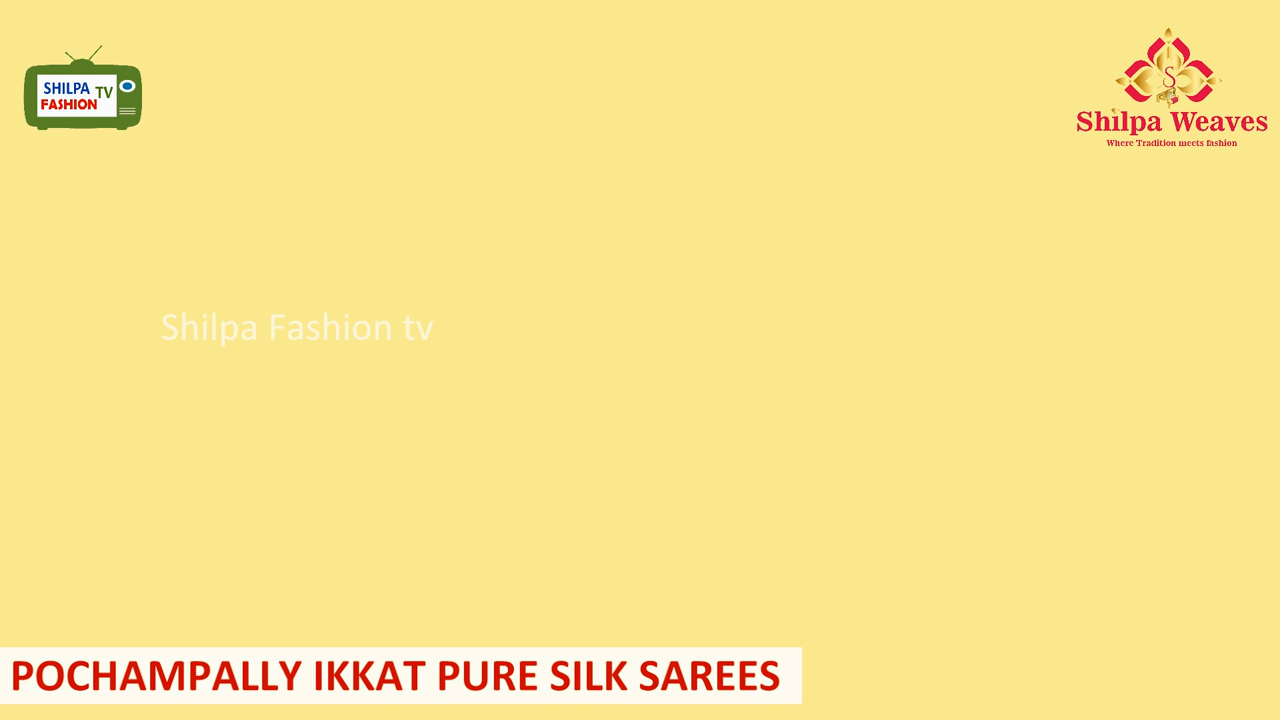 SHILPA TV
FASHION
S
Shilpa Weaves
Where Tradition meets fashion
Shilpa Fashion tv
POCHAMPALLY IKKAT PURE SILK SAREES